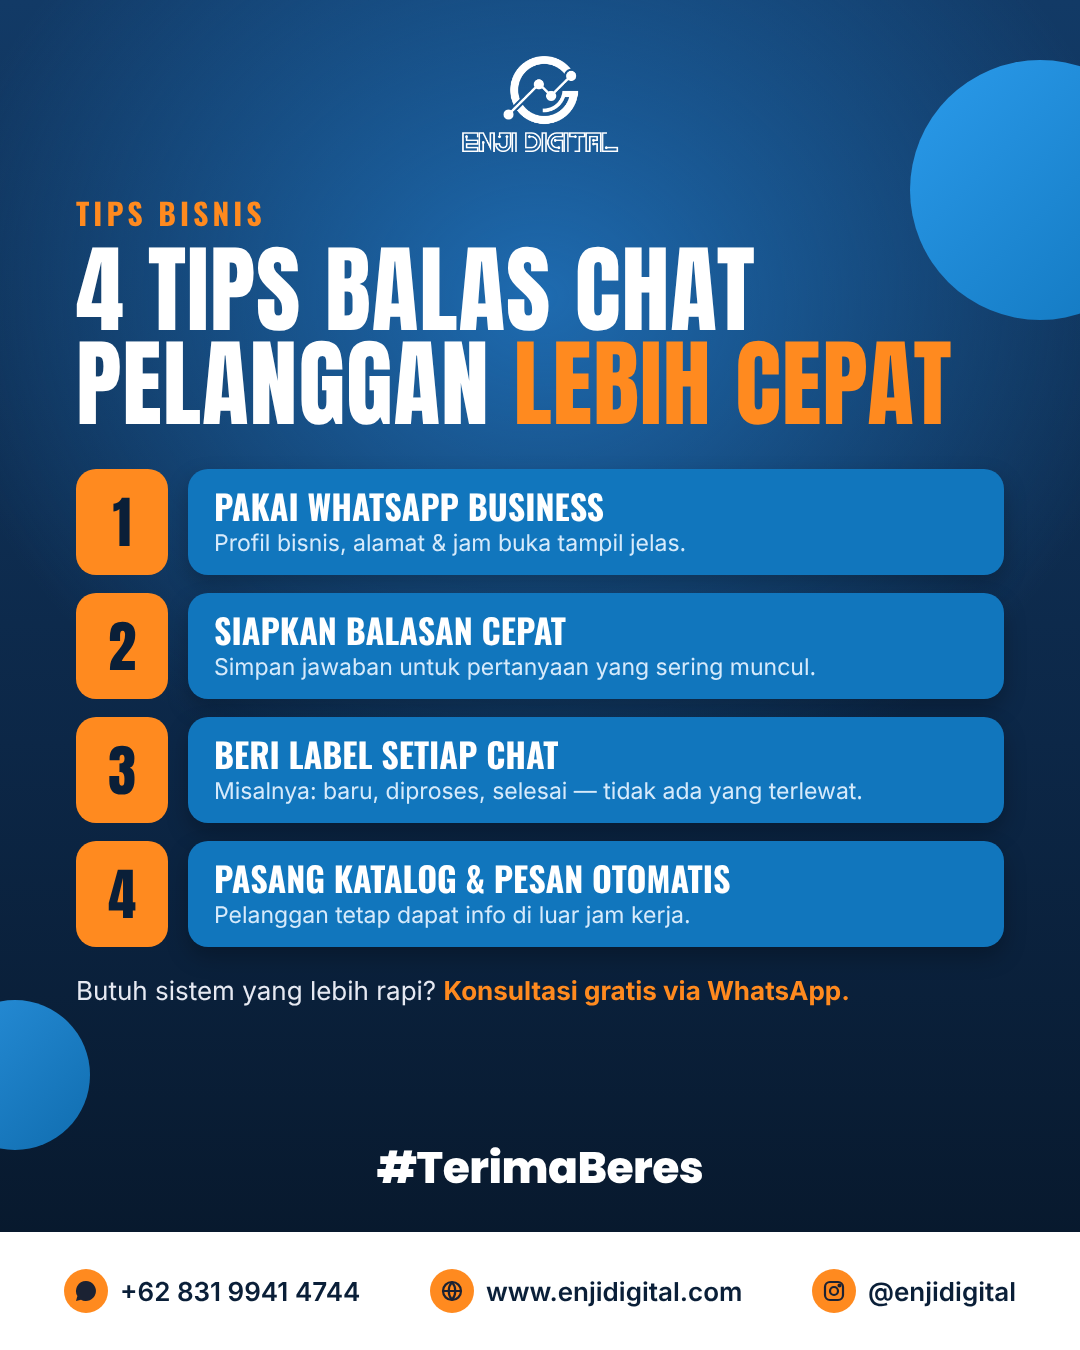 ENJI DIGITAL
TIPS BISNIS
4 TIPS BALAS CHAT
PELANGGAN LEBIH CEPAT
1
PAKAI WHATSAPP BUSINESS
Profil bisnis, alamat & jam buka tampil jelas.
2
SIAPKAN BALASAN CEPAT
Simpan jawaban untuk pertanyaan yang sering muncul.
3
BERI LABEL SETIAP CHAT
Misalnya: baru, diproses, selesai — tidak ada yang terlewat.
4
PASANG KATALOG & PESAN OTOMATIS
Pelanggan tetap dapat info di luar jam kerja.
Butuh sistem yang lebih rapi? Konsultasi gratis via WhatsApp.
#TerimaBeres
+62 831 9941 4744
www.enjidigital.com
@enjidigital